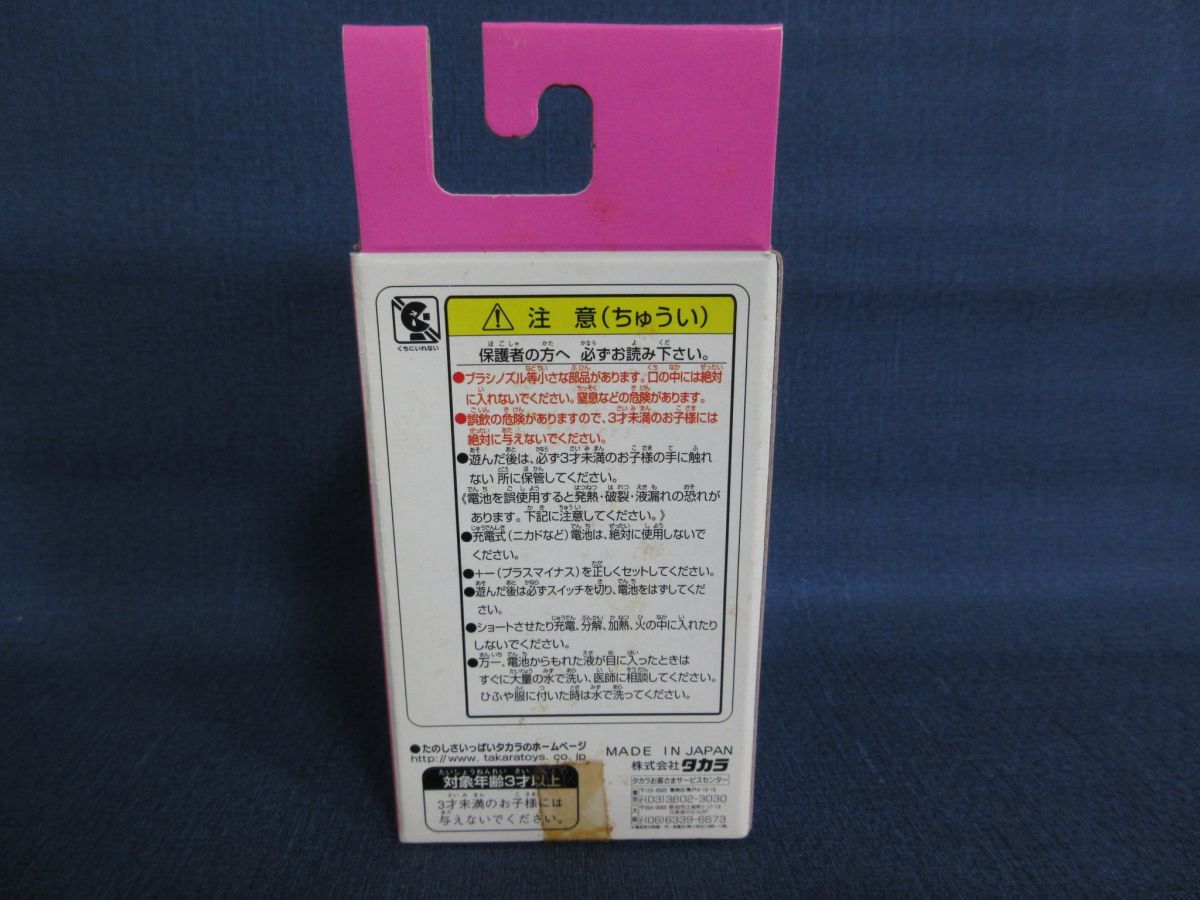 くちにいれない
注 意(ちゅうい)
保護者の方へ 必ずお読み下さい。
●ブラシノズル等小さな部品があります。口の中には絶対
に入れないでください。窒息などの危険があります。
●誤飲の危険がありますので、3才未満のお子様には
絶対に与えないでください。
●遊んだ後は、必ず3才未満のお子様の手に触れ
ない 所に保管してください。
《電池を誤使用すると発熱・破裂・液漏れの恐れが
あります。下記に注意してください。》
●充電式(ニカドなど)電池は、絶対に使用しないで
ください。
●+−(プラスマイナス)を正しくセットしてください。
●遊んだ後は必ずスイッチを切り、電池をはずしてくだ
さい。
●ショートさせたり充電、分解、加熱、火の中に入れたり
しないでください。
●万一、電池からもれた液が目に入ったときは
すぐに大量の水で洗い、医師に相談してください。
ひふや服に付いた時は水で洗ってください。
●たのしさいっぱいタカラのホームページ
http://www.takaratoys.co.jp
MADE IN JAPAN
株式会社 タカラ
対象年齢3才以上
3才未満のお子様には
与えないでください。
タカラお客さまサービスセンター
(03)3602-3030
(06)6339-6673